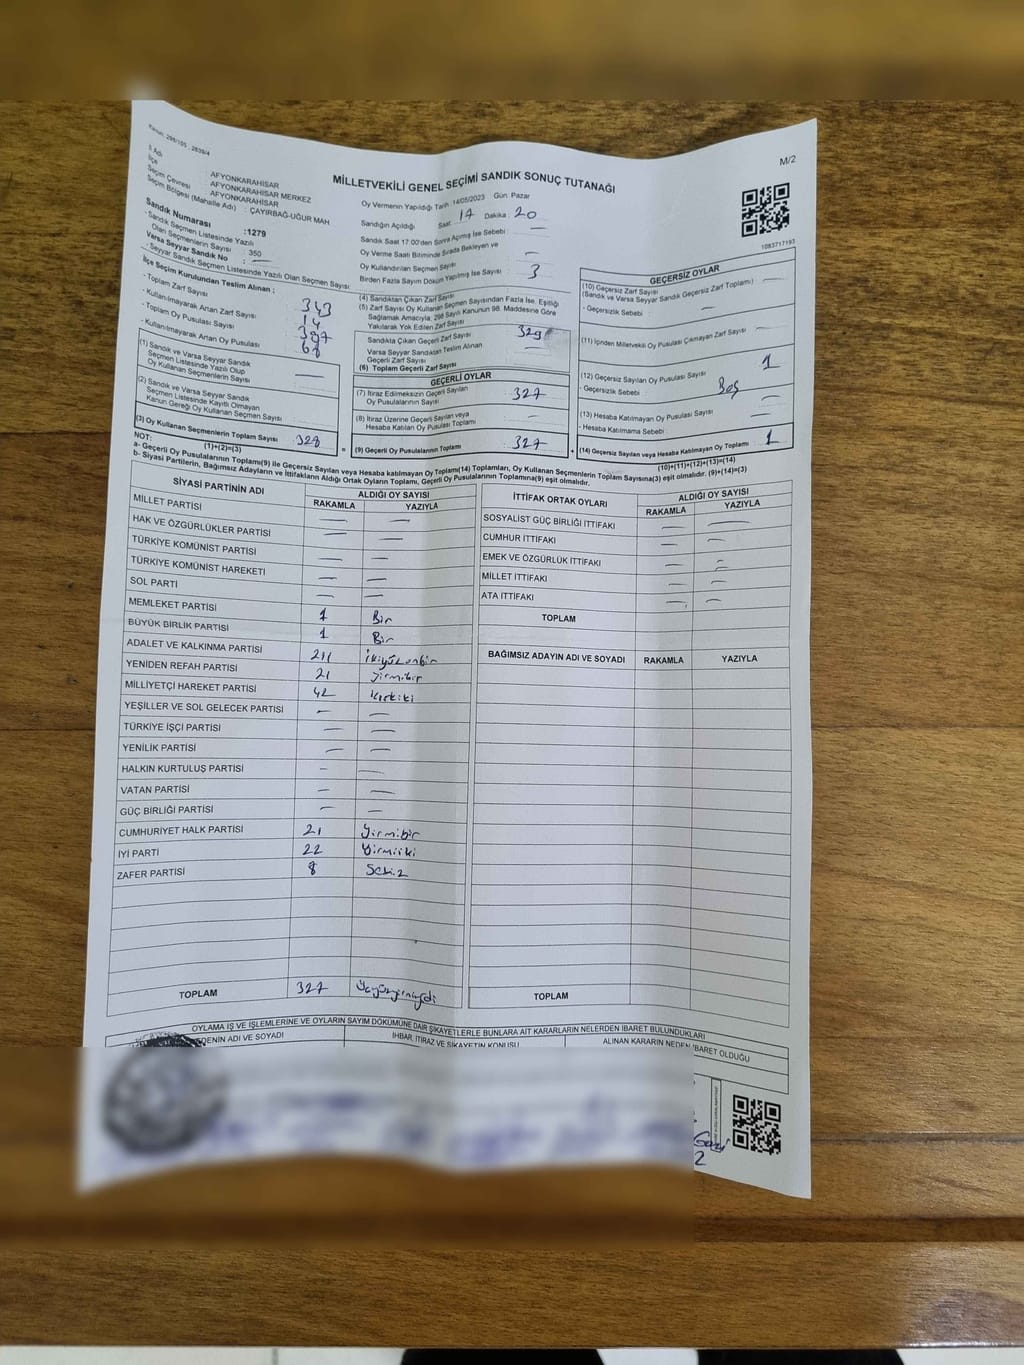 Kanun: 298/105 , 2839/4
M/2
MİLLETVEKİLİ GENEL SEÇİMİ SANDIK SONUÇ TUTANAĞI
İl Adı : AFYONKARAHİSAR
İlçe : AFYONKARAHİSAR MERKEZ
Seçim Çevresi : AFYONKARAHİSAR
Seçim Bölgesi (Mahalle Adı) : ÇAYIRBAĞ-UĞUR MAH
Sandık Numarası :1279
- Sandık Seçmen Listesinde Yazılı Olan Seçmenlerin Sayısı : 350
Varsa Seyyar Sandık No : —
- Seyyar Sandık Seçmen Listesinde Yazılı Olan Seçmen Sayısı
İlçe Seçim Kurulundan Teslim Alınan ;
- Toplam Zarf Sayısı 343
- Kullanılmayarak Artan Zarf Sayısı 14
- Toplam Oy Pusulası Sayısı
- Kullanılmayarak Artan Oy Pusulası
(1) Sandık ve Varsa Seyyar Sandık Seçmen Listesinde Yazılı Olup Oy Kullanan Seçmenlerin Sayısı —
(2) Sandık ve Varsa Seyyar Sandık Seçmen Listesinde Kayıtlı Olmayan Kanun Gereği Oy Kullanan Seçmen Sayısı
(3) Oy Kullanan Seçmenlerin Toplam Sayısı (1)+(2)=(3) 328
Oy Vermenin Yapıldığı Tarih :14/05/2023 Gün: Pazar
Sandığın Açıldığı Saat 17 Dakika 20
Sandık Saat 17:00'den Sonra Açılmış İse Sebebi : —
Oy Verme Saati Bitiminde Sırada Bekleyen ve Oy Kullandırılan Seçmen Sayısı —
Birden Fazla Sayım Döküm Yapılmış İse Sayısı 3
(4) Sandıktan Çıkan Zarf Sayısı
(5) Zarf Sayısı Oy Kullanan Seçmen Sayısından Fazla İse, Eşitliği Sağlamak Amacıyla; 298 Sayılı Kanunun 98. Maddesine Göre Yakılarak Yok Edilen Zarf Sayısı
Sandıkta Çıkan Geçerli Zarf Sayısı 329
Varsa Seyyar Sandıktan Teslim Alınan Geçerli Zarf Sayısı —
(6) Toplam Geçerli Zarf Sayısı
GEÇERLİ OYLAR
(7) İtiraz Edilmeksizin Geçerli Sayılan Oy Pusulalarının Sayısı 327
(8) İtiraz Üzerine Geçerli Sayılan veya Hesaba Katılan Oy Pusulaları Toplamı —
= (9) Geçerli Oy Pusulalarının Toplamı 327
1083717193
GEÇERSİZ OYLAR
(10) Geçersiz Zarf Sayısı —
(Sandık ve Varsa Seyyar Sandık Geçersiz Zarf Toplamı)
- Geçersizlik Sebebi : —
(11) İçinden Milletvekili Oy Pusulası Çıkmayan Zarf Sayısı —
(12) Geçersiz Sayılan Oy Pusulası Sayısı 1
- Geçersizlik Sebebi Boş
(13) Hesaba Katılmayan Oy Pusulası Sayısı —
- Hesaba Katılmama Sebebi : —
+ (14) Geçersiz Sayılan veya Hesaba Katılmayan Oy Toplamı 1
(10)+(11)+(12)+(13)=(14)
NOT:
a- Geçerli Oy Pusulalarının Toplamı(9) ile Geçersiz Sayılan veya Hesaba katılmayan Oy Toplamı(14) Toplamları, Oy Kullanan Seçmenlerin Toplam Sayısına(3) eşit olmalıdır. (9)+(14)=(3)
b- Siyasi Partilerin, Bağımsız Adayların ve İttifakların Aldığı Ortak Oyların Toplamı, Geçerli Oy Pusulalarının Toplamına(9) eşit olmalıdır.
SİYASİ PARTİNİN ADI ALDIĞI OY SAYISI
RAKAMLA YAZIYLA
MİLLET PARTİSİ — —
HAK VE ÖZGÜRLÜKLER PARTİSİ — —
TÜRKİYE KOMÜNİST PARTİSİ — —
TÜRKİYE KOMÜNİST HAREKETİ — —
SOL PARTİ — —
MEMLEKET PARTİSİ 1 Bir
BÜYÜK BİRLİK PARTİSİ 1 Bir
ADALET VE KALKINMA PARTİSİ 211 ikiyüzonbir
YENİDEN REFAH PARTİSİ 21 yirmibir
MİLLİYETÇİ HAREKET PARTİSİ 42 kırkiki
YEŞİLLER VE SOL GELECEK PARTİSİ — —
TÜRKİYE İŞÇİ PARTİSİ — —
YENİLİK PARTİSİ — —
HALKIN KURTULUŞ PARTİSİ — —
VATAN PARTİSİ — —
GÜÇ BİRLİĞİ PARTİSİ — —
CUMHURİYET HALK PARTİSİ 21 Yirmibir
İYİ PARTİ 22 Yirmiiki
ZAFER PARTİSİ 8 Sekiz
TOPLAM 327 Üçyüzyirmiyedi
İTTİFAK ORTAK OYLARI ALDIĞI OY SAYISI
RAKAMLA YAZIYLA
SOSYALİST GÜÇ BİRLİĞİ İTTİFAKI — —
CUMHUR İTTİFAKI — —
EMEK VE ÖZGÜRLÜK İTTİFAKI — —
MİLLET İTTİFAKI — —
ATA İTTİFAKI — —
TOPLAM
BAĞIMSIZ ADAYIN ADI VE SOYADI RAKAMLA YAZIYLA
TOPLAM
OYLAMA İŞ VE İŞLEMLERİNE VE OYLARIN SAYIM DÖKÜMÜNE DAİR ŞİKAYETLERLE BUNLARA AİT KARARLARIN NELERDEN İBARET BULUNDUKLARI
EDENİN ADI VE SOYADI İHBAR, İTİRAZ VE ŞİKAYETİN KONUSU ALINAN KARARIN NEDEN İBARET OLDUĞU